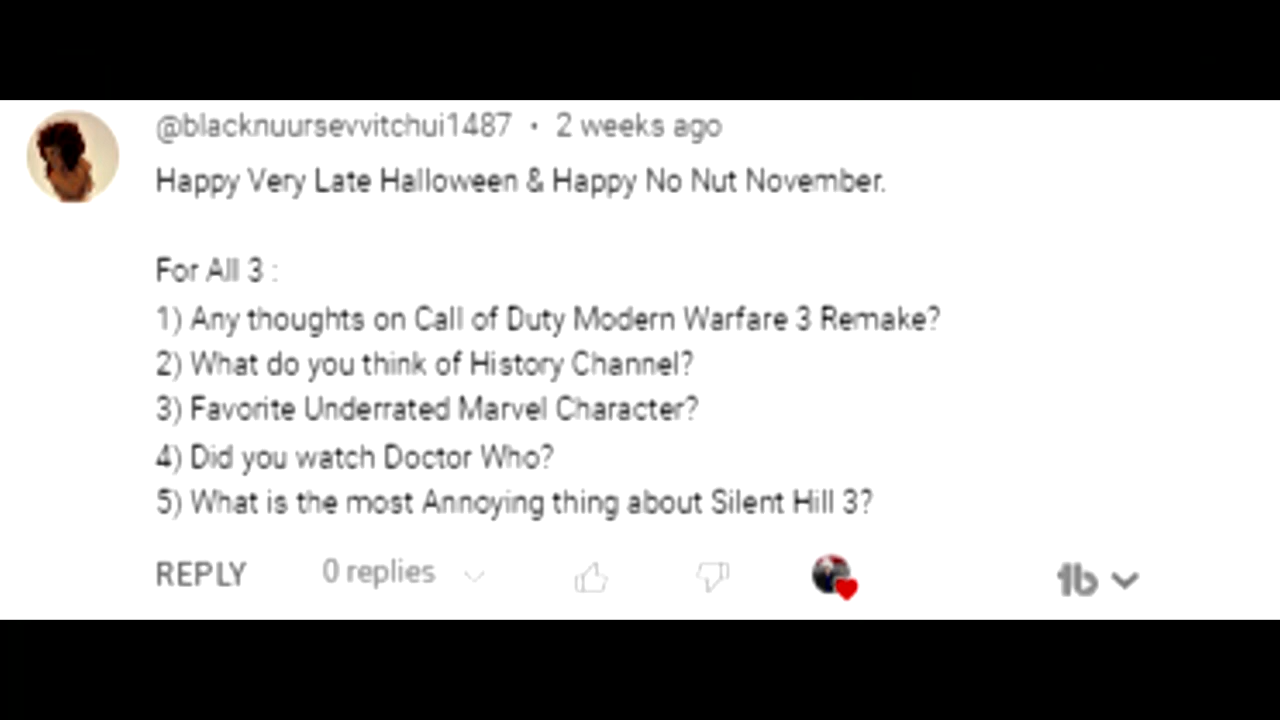 @blacknuursevvitchui1487 • 2 weeks ago
Happy Very Late Halloween & Happy No Nut November.
For All 3 :
1) Any thoughts on Call of Duty Modern Warfare 3 Remake?
2) What do you think of History Channel?
3) Favorite Underrated Marvel Character?
4) Did you watch Doctor Who?
5) What is the most Annoying thing about Silent Hill 3?
REPLY 0 replies tb